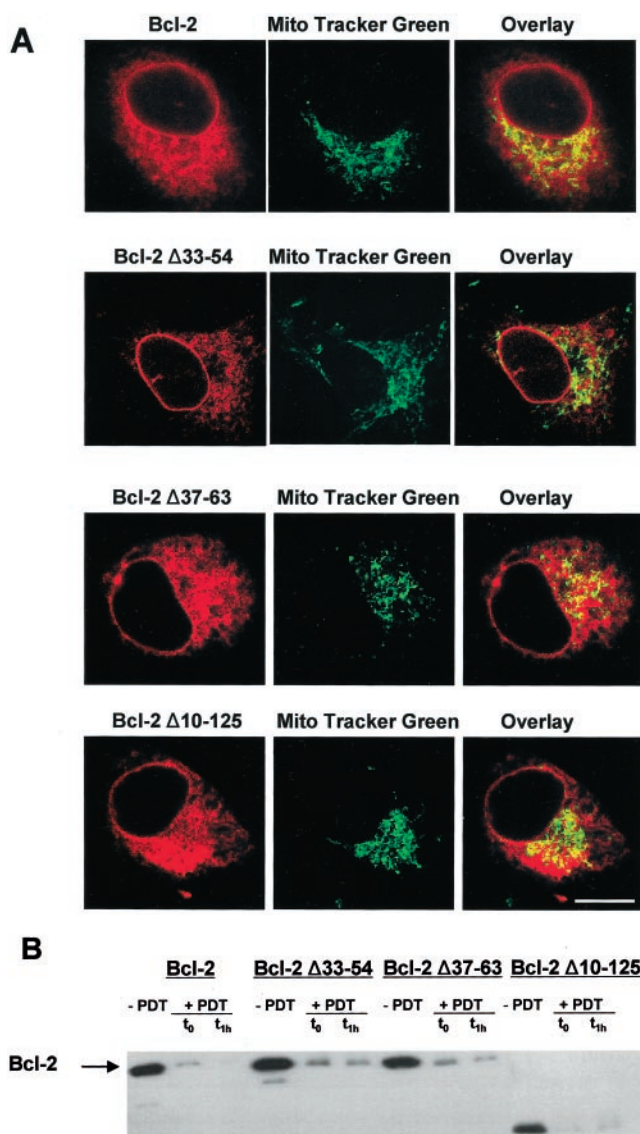 A
Bcl-2 Mito Tracker Green Overlay
Bcl-2 Δ33-54 Mito Tracker Green Overlay
Bcl-2 Δ37-63 Mito Tracker Green Overlay
Bcl-2 Δ10-125 Mito Tracker Green Overlay
B
Bcl-2 Bcl-2 Δ33-54 Bcl-2 Δ37-63 Bcl-2 Δ10-125
- PDT + PDT - PDT + PDT - PDT + PDT - PDT + PDT
t0 t1h t0 t1h t0 t1h t0 t1h
Bcl-2